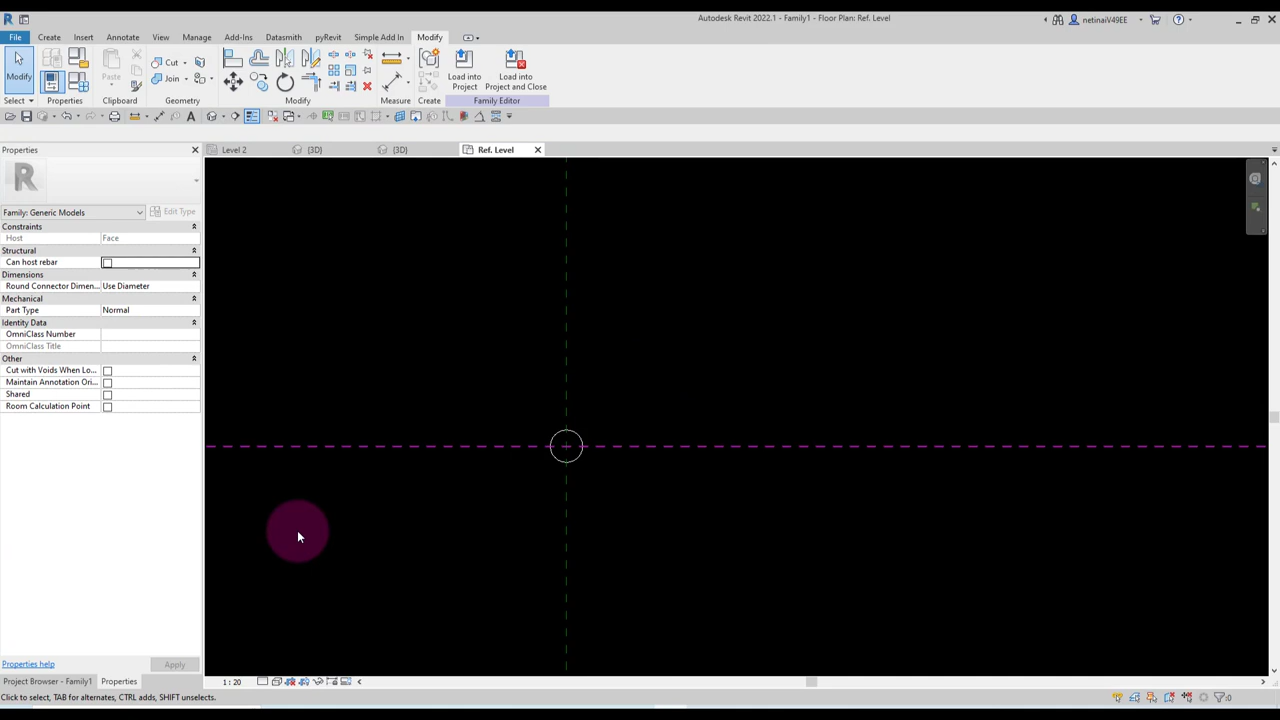 Autodesk Revit 2022.1 - Family1 - Floor Plan: Ref. Level
netinaiV49EE
File Create Insert Annotate View Manage Add-Ins Datasmith pyRevit Simple Add In Modify
Modify
Paste
Cut
Join
Load into Project
Load into Project and Close
Select Properties Clipboard Geometry Modify Measure Create Family Editor
Properties
Level 2 {3D} {3D} Ref. Level
Family: Generic Models Edit Type
Constraints
Host Face
Structural
Can host rebar
Dimensions
Round Connector Dimen... Use Diameter
Mechanical
Part Type Normal
Identity Data
OmniClass Number
OmniClass Title
Other
Cut with Voids When Lo...
Maintain Annotation Ori...
Shared
Room Calculation Point
Properties help Apply
Project Browser - Family1 Properties
1 : 20
Click to select, TAB for alternates, CTRL adds, SHIFT unselects.
:0